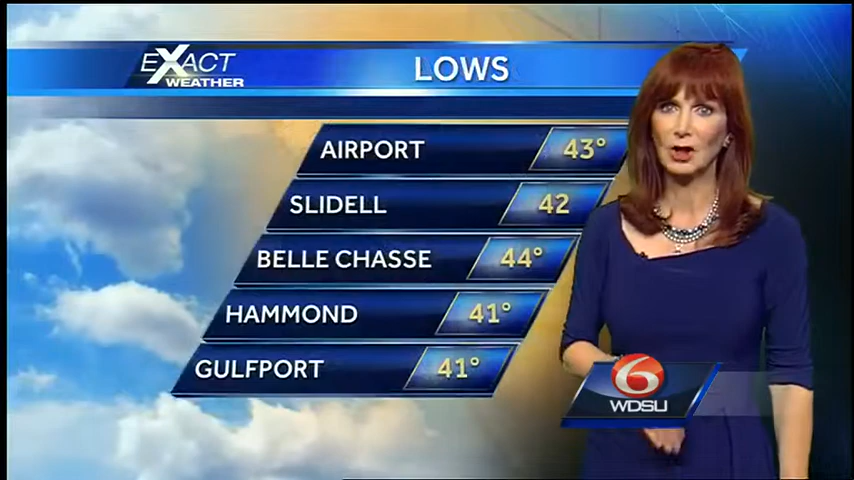 EXACT
WEATHER
LOWS
AIRPORT 43°
SLIDELL 42
BELLE CHASSE 44°
HAMMOND 41°
GULFPORT 41°
6
WDSU